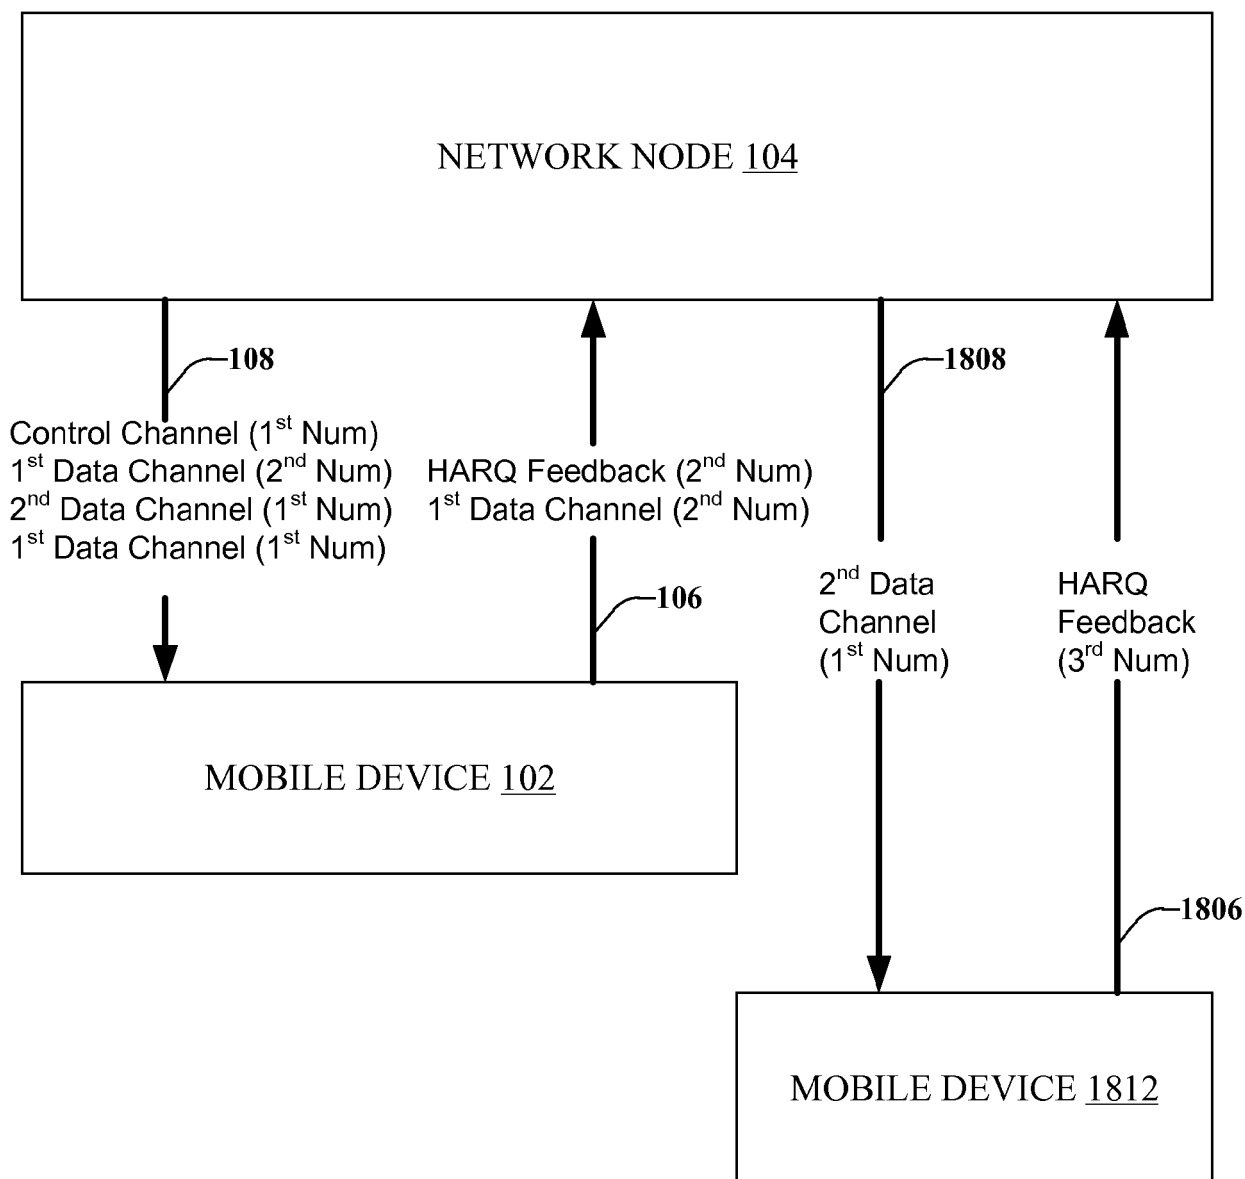 NETWORK NODE 104
108
1808
Control Channel (1st Num)
1st Data Channel (2nd Num)
2nd Data Channel (1st Num)
1st Data Channel (1st Num)
HARQ Feedback (2nd Num)
1st Data Channel (2nd Num)
106
2nd Data
Channel
(1st Num)
HARQ
Feedback
(3rd Num)
MOBILE DEVICE 102
1806
MOBILE DEVICE 1812